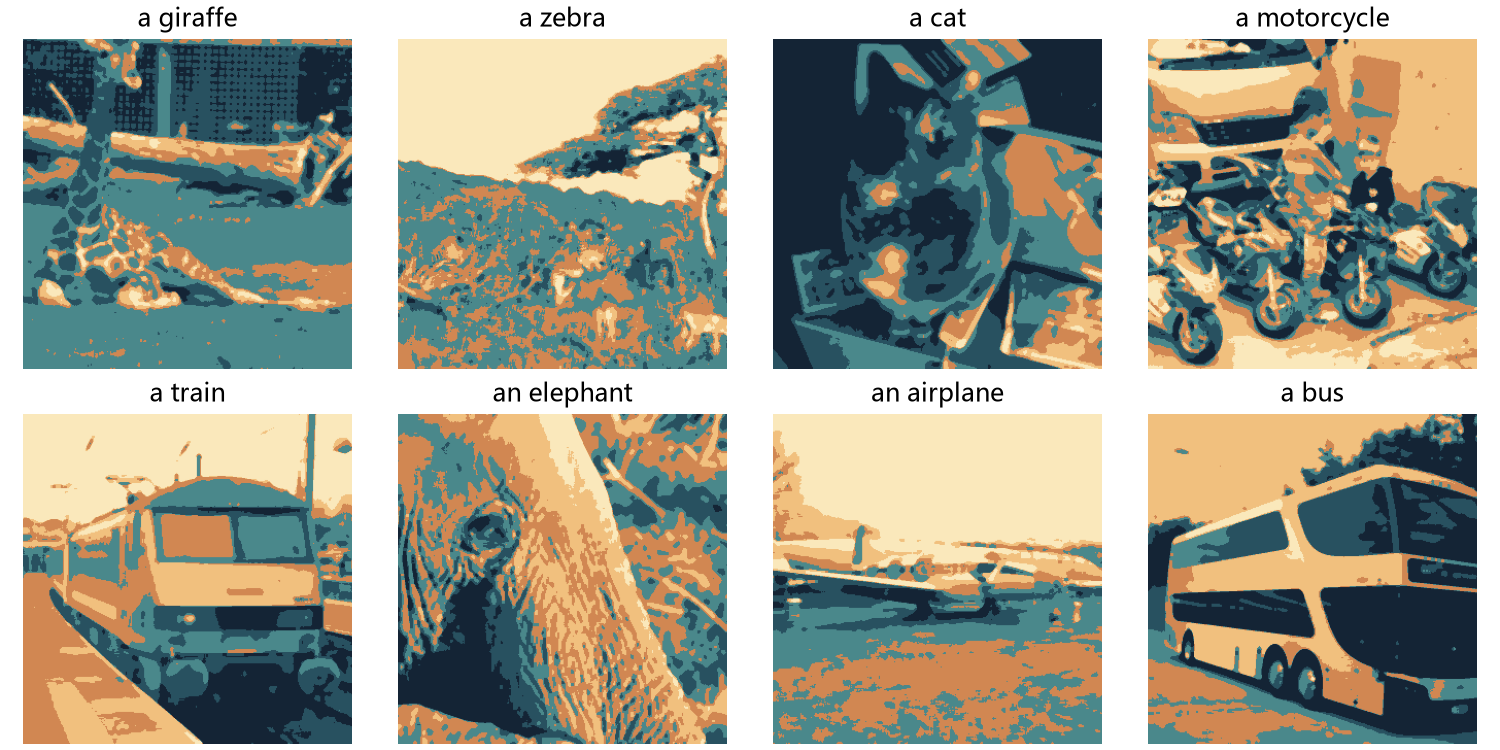 a giraffe
a zebra
a cat
a motorcycle
a train
an elephant
an airplane
a bus